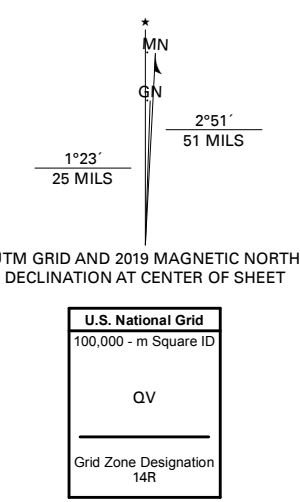 ★
MN
GN
2°51´
51 MILS
1°23´
25 MILS
UTM GRID AND 2019 MAGNETIC NORTH
DECLINATION AT CENTER OF SHEET
U.S. National Grid
100,000 - m Square ID
QV
Grid Zone Designation
14R